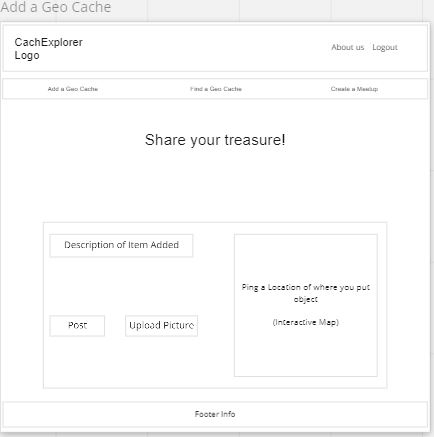 Add a Geo Cache
CachExplorer
Logo
About us Logout
Add a Geo Cache Find a Geo Cache Create a Meetup
Share your treasure!
Description of Item Added
Ping a Location of where you put
object
(Interactive Map)
Post Upload Picture
Footer Info